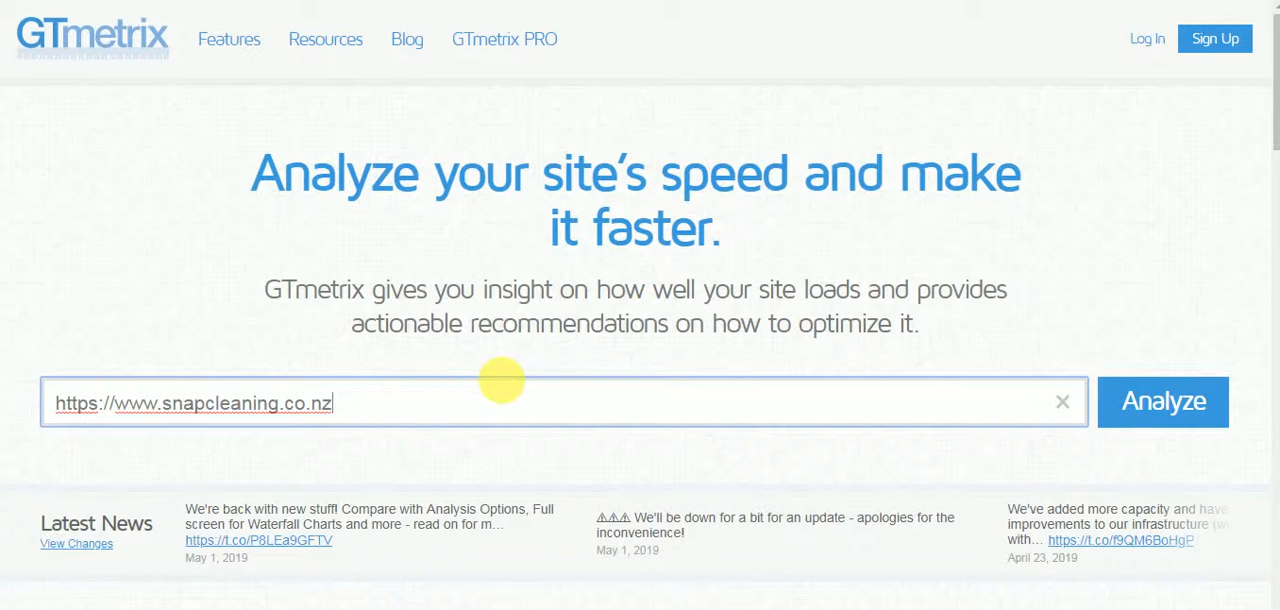 GTmetrix
Features
Resources
Blog
GTmetrix PRO
Log In
Sign Up
Analyze your site's speed and make
it faster.
GTmetrix gives you insight on how well your site loads and provides
actionable recommendations on how to optimize it.
https://www.snapcleaning.co.nz
Analyze
Latest News
View Changes
We're back with new stuff! Compare with Analysis Options, Full
screen for Waterfall Charts and more - read on for m...
https://t.co/P8LEa9GFTV
May 1, 2019
⚠⚠⚠ We'll be down for a bit for an update - apologies for the
inconvenience!
May 1, 2019
We've added more capacity and have
improvements to our infrastructure
with... https://t.co/f9QM6BoHgP
April 23, 2019